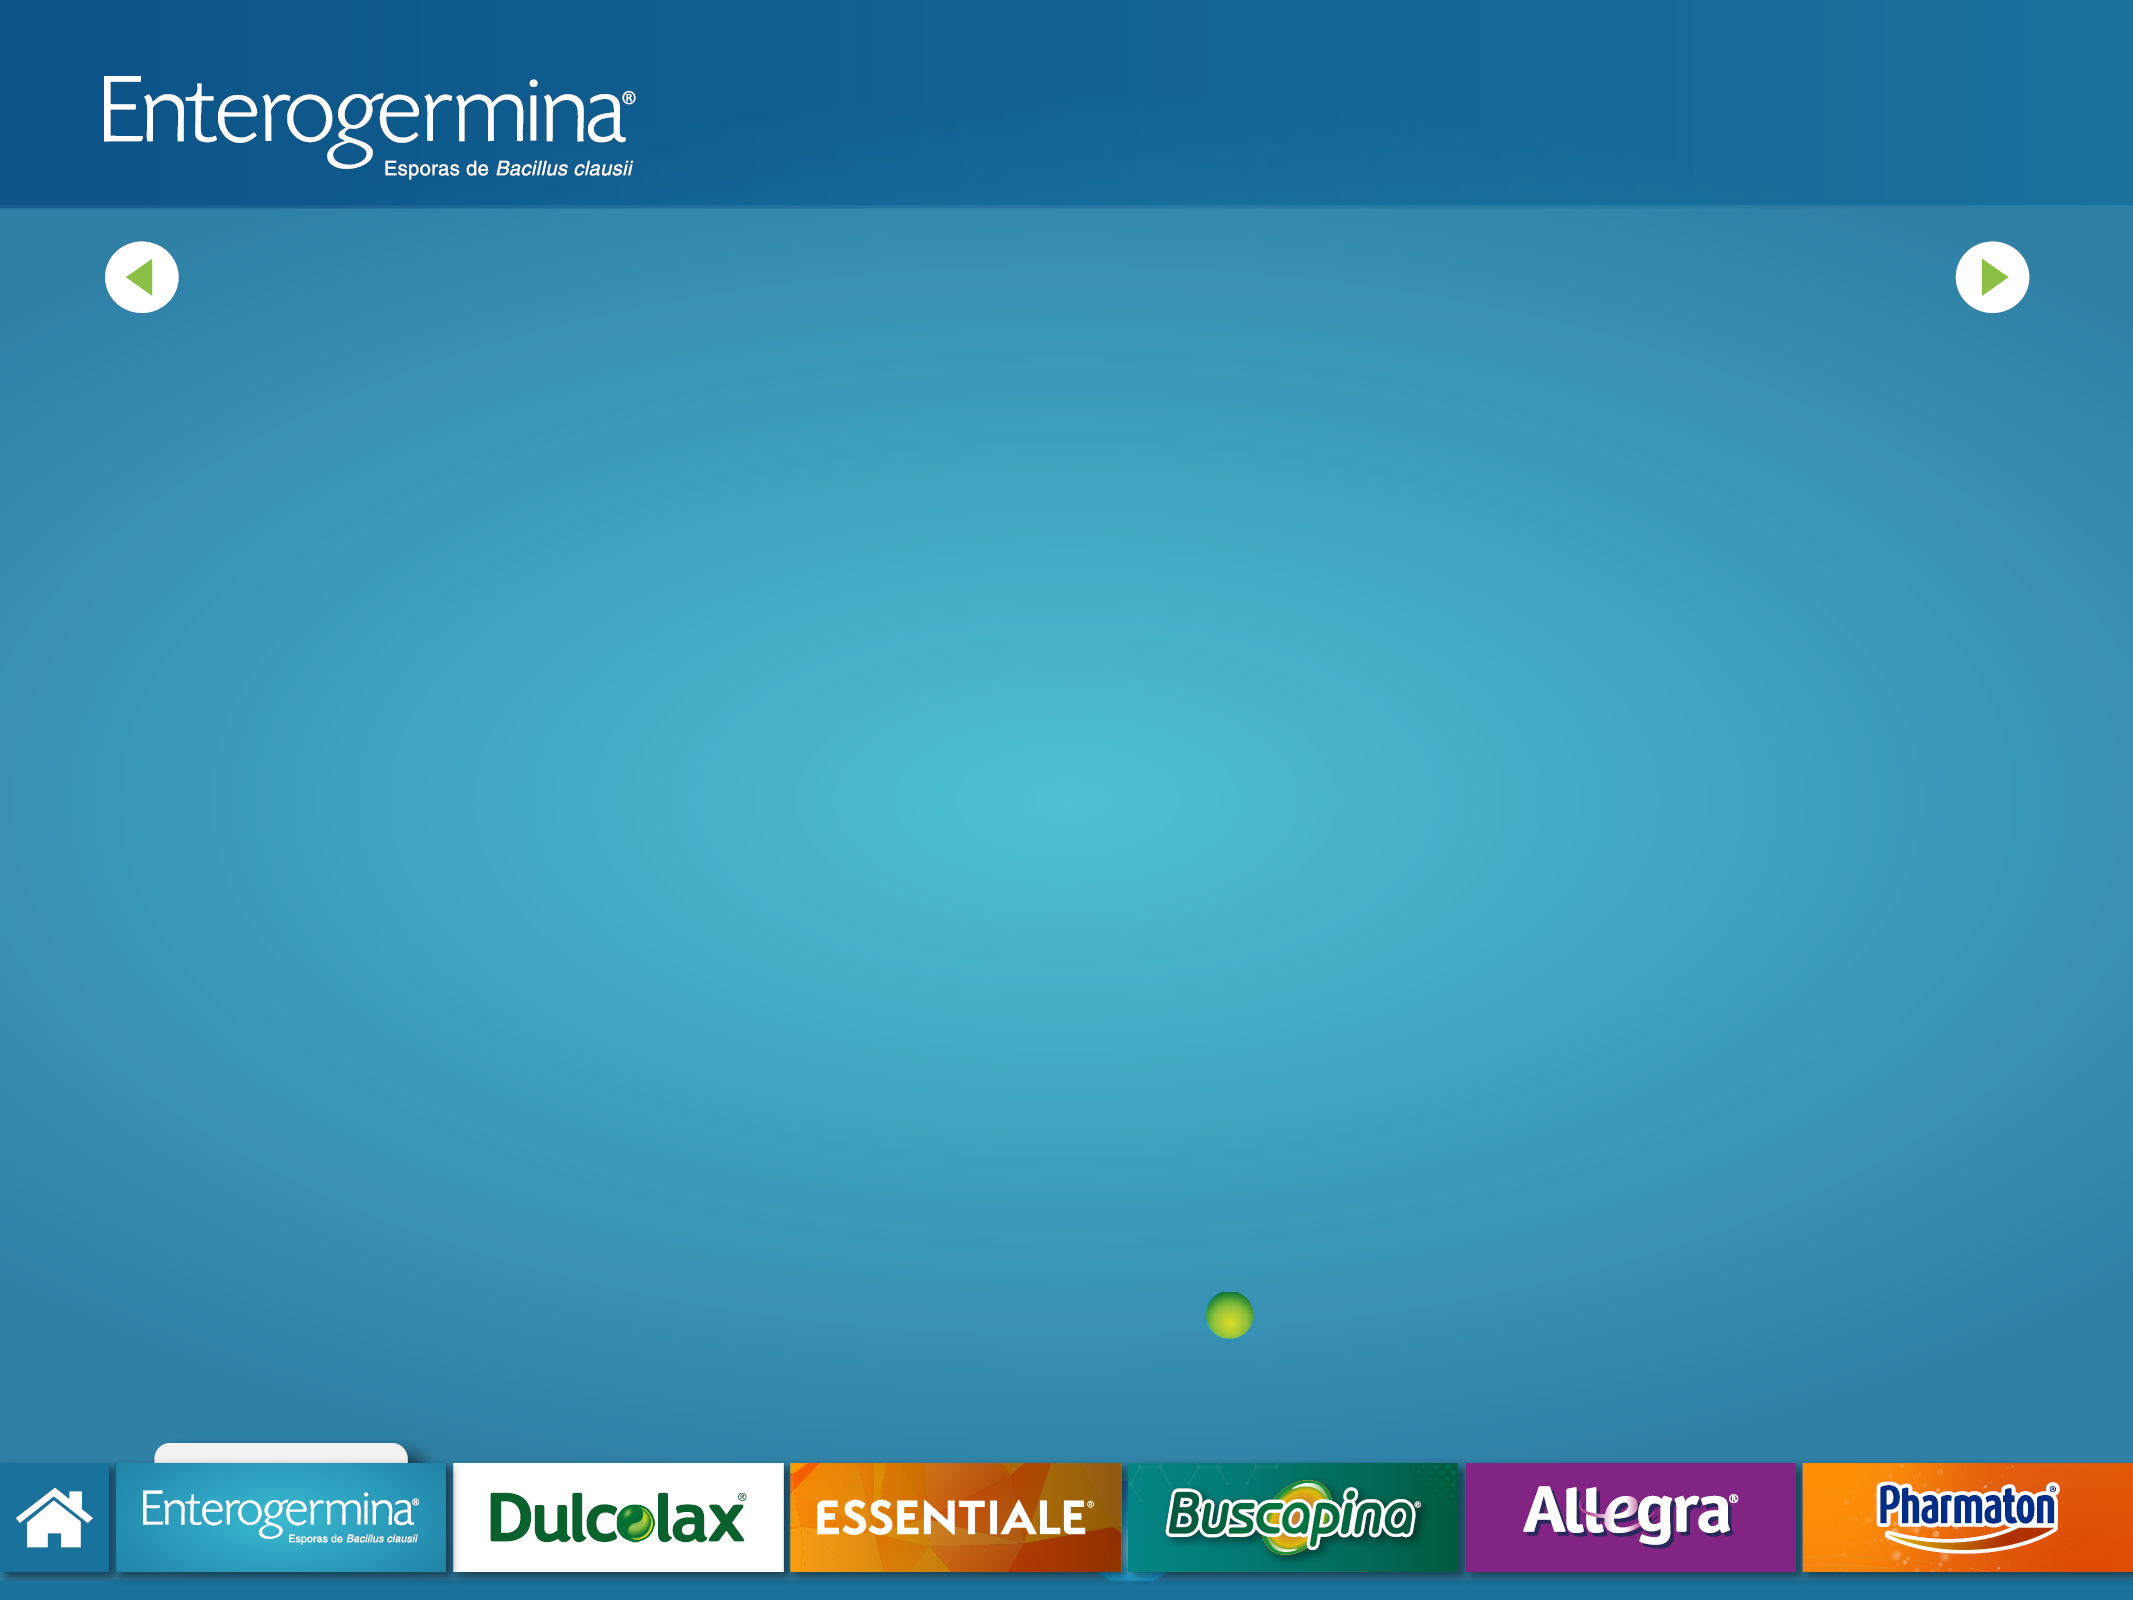 Enterogermina®
Esporas de Bacillus clausii
Enterogermina®
Esporas de Bacillus clausii
Dulcolax®
ESSENTIALE®
Buscapina®
Allegra®
Pharmaton®